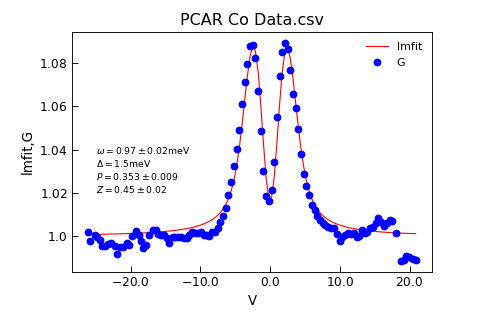 PCAR Co Data.csv
lmfit
G
1.08
1.06
1.04
1.02
1.0
lmfit,G
ω = 0.97 ± 0.02meV
Δ = 1.5meV
P = 0.353 ± 0.009
Z = 0.45 ± 0.02
−20.0 −10.0 0.0 10.0 20.0
V